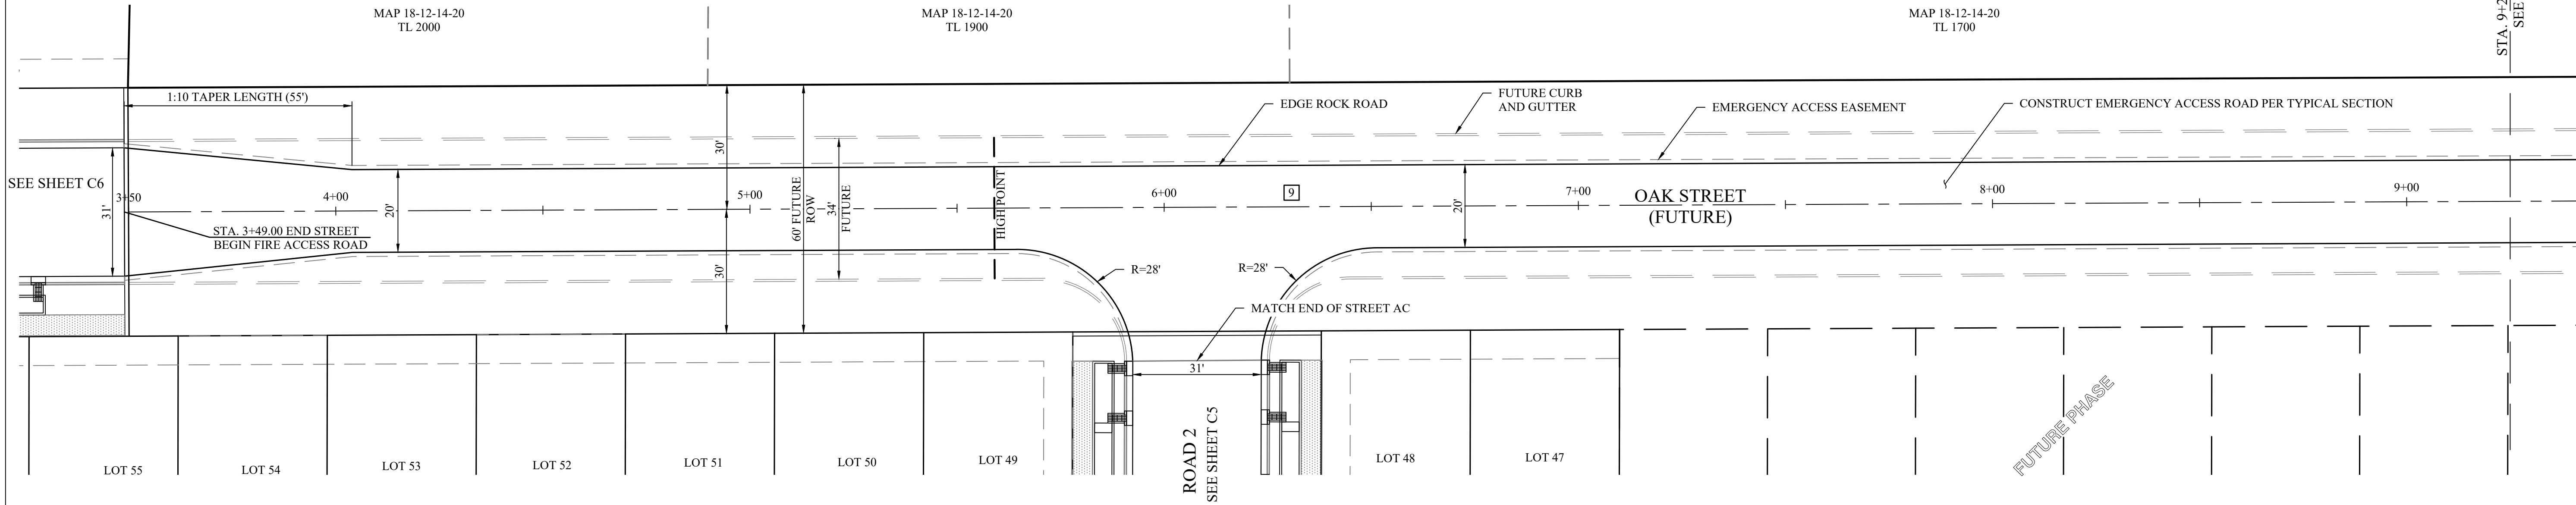 MAP 18-12-14-20
TL 2000
MAP 18-12-14-20
TL 1900
MAP 18-12-14-20
TL 1700
STA. 9+2
SEE
1:10 TAPER LENGTH (55')
EDGE ROCK ROAD
FUTURE CURB
AND GUTTER
EMERGENCY ACCESS EASEMENT
CONSTRUCT EMERGENCY ACCESS ROAD PER TYPICAL SECTION
SEE SHEET C6
31'
3+50
4+00
20'
5+00
30'
30'
60' FUTURE
ROW
34'
FUTURE
HIGH POINT
6+00
9
20'
7+00
OAK STREET
(FUTURE)
8+00
9+00
STA. 3+49.00 END STREET
BEGIN FIRE ACCESS ROAD
R=28'
R=28'
MATCH END OF STREET AC
31'
ROAD 2
SEE SHEET C5
LOT 55
LOT 54
LOT 53
LOT 52
LOT 51
LOT 50
LOT 49
LOT 48
LOT 47
FUTURE PHASE